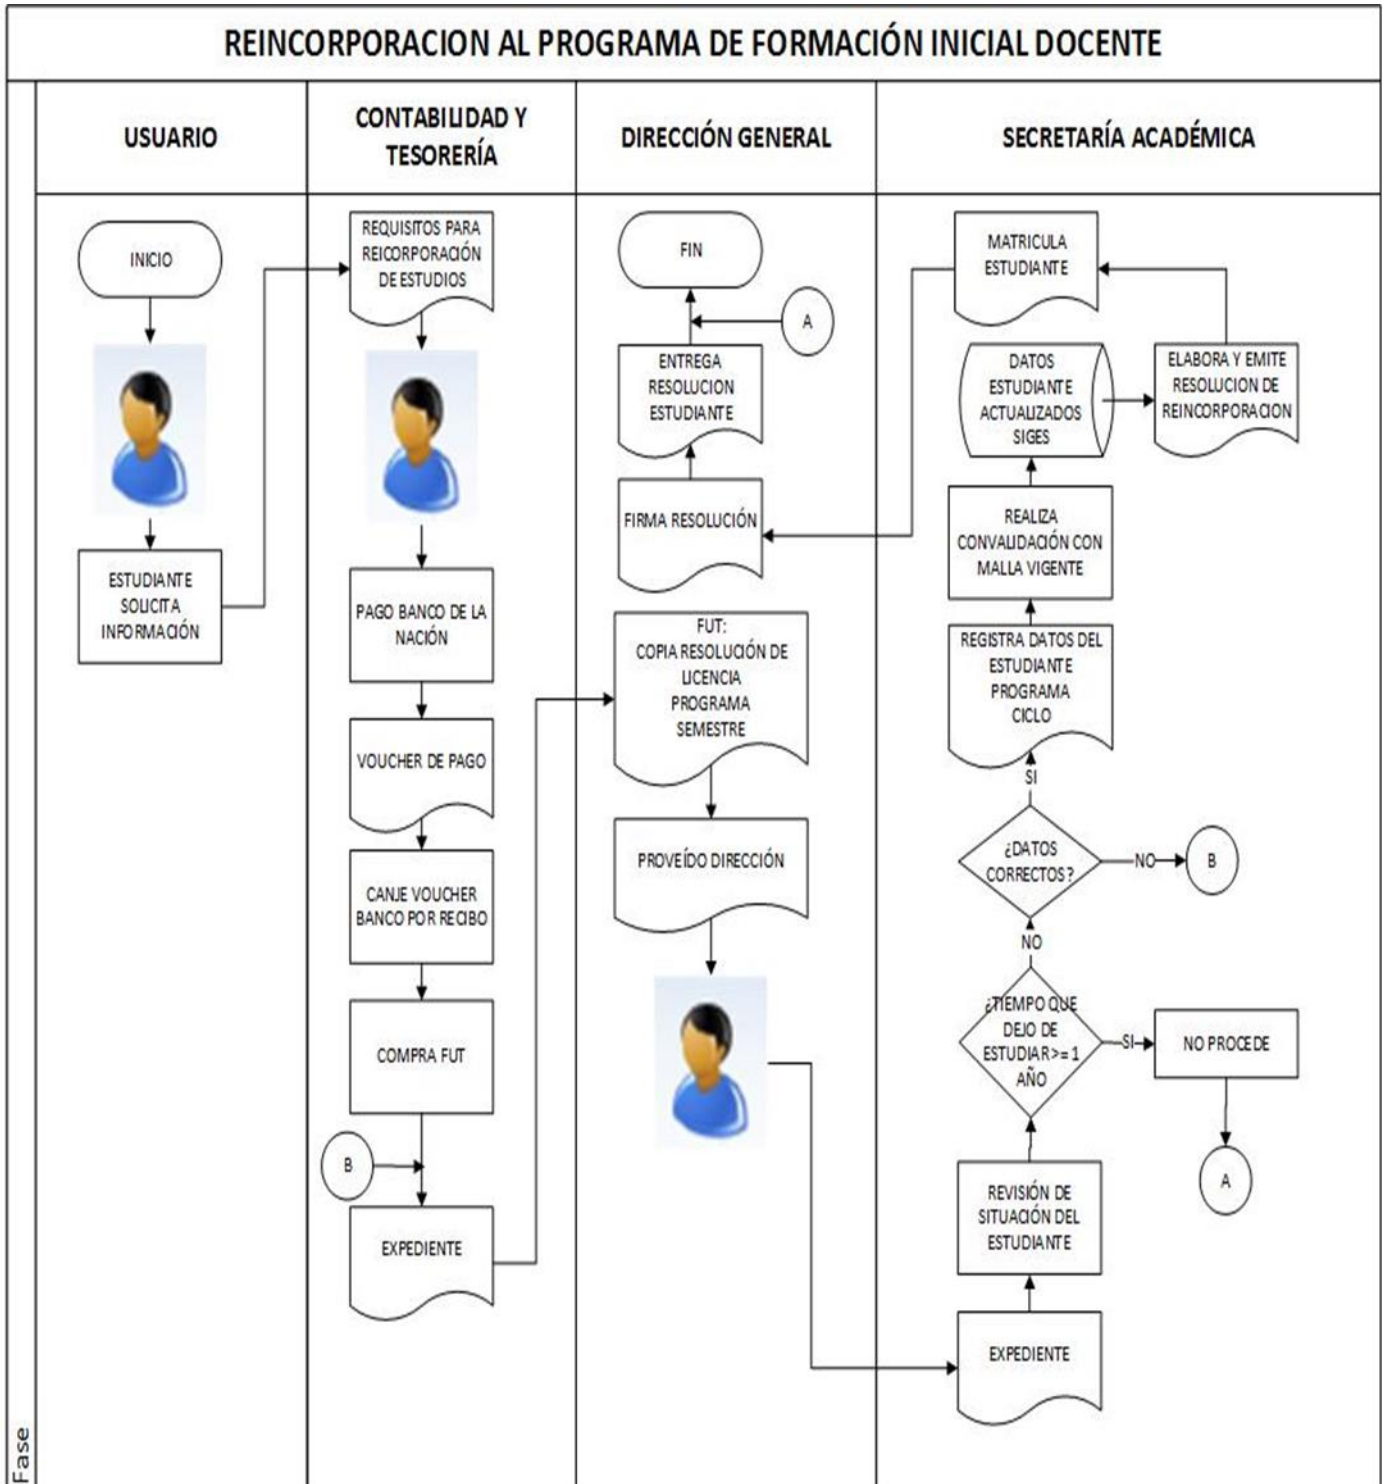 REINCORPORACION AL PROGRAMA DE FORMACIÓN INICIAL DOCENTE
Fase
USUARIO
CONTABILIDAD Y
TESORERÍA
DIRECCIÓN GENERAL
SECRETARÍA ACADÉMICA
INICIO
ESTUDIANTE
SOLICITA
INFORMACIÓN
REQUISITOS PARA
REICORPORACIÓN
DE ESTUDIOS
PAGO BANCO DE LA
NACIÓN
VOUCHER DE PAGO
CANJE VOUCHER
BANCO POR RECIBO
COMPRA FUT
B
EXPEDIENTE
FIN
A
ENTREGA
RESOLUCION
ESTUDIANTE
FIRMA RESOLUCIÓN
FUT:
COPIA RESOLUCIÓN DE
LICENCIA
PROGRAMA
SEMESTRE
PROVEÍDO DIRECCIÓN
MATRICULA
ESTUDIANTE
DATOS
ESTUDIANTE
ACTUALIZADOS
SIGES
ELABORA Y EMITE
RESOLUCION DE
REINCORPORACION
REALIZA
CONVALIDACIÓN CON
MALLA VIGENTE
REGISTRA DATOS DEL
ESTUDIANTE
PROGRAMA
CICLO
SI
¿DATOS
CORRECTOS?
NO
B
NO
¿TIEMPO QUE
DEJO DE
ESTUDIAR>= 1
AÑO
SI
NO PROCEDE
A
REVISIÓN DE
SITUACIÓN DEL
ESTUDIANTE
EXPEDIENTE